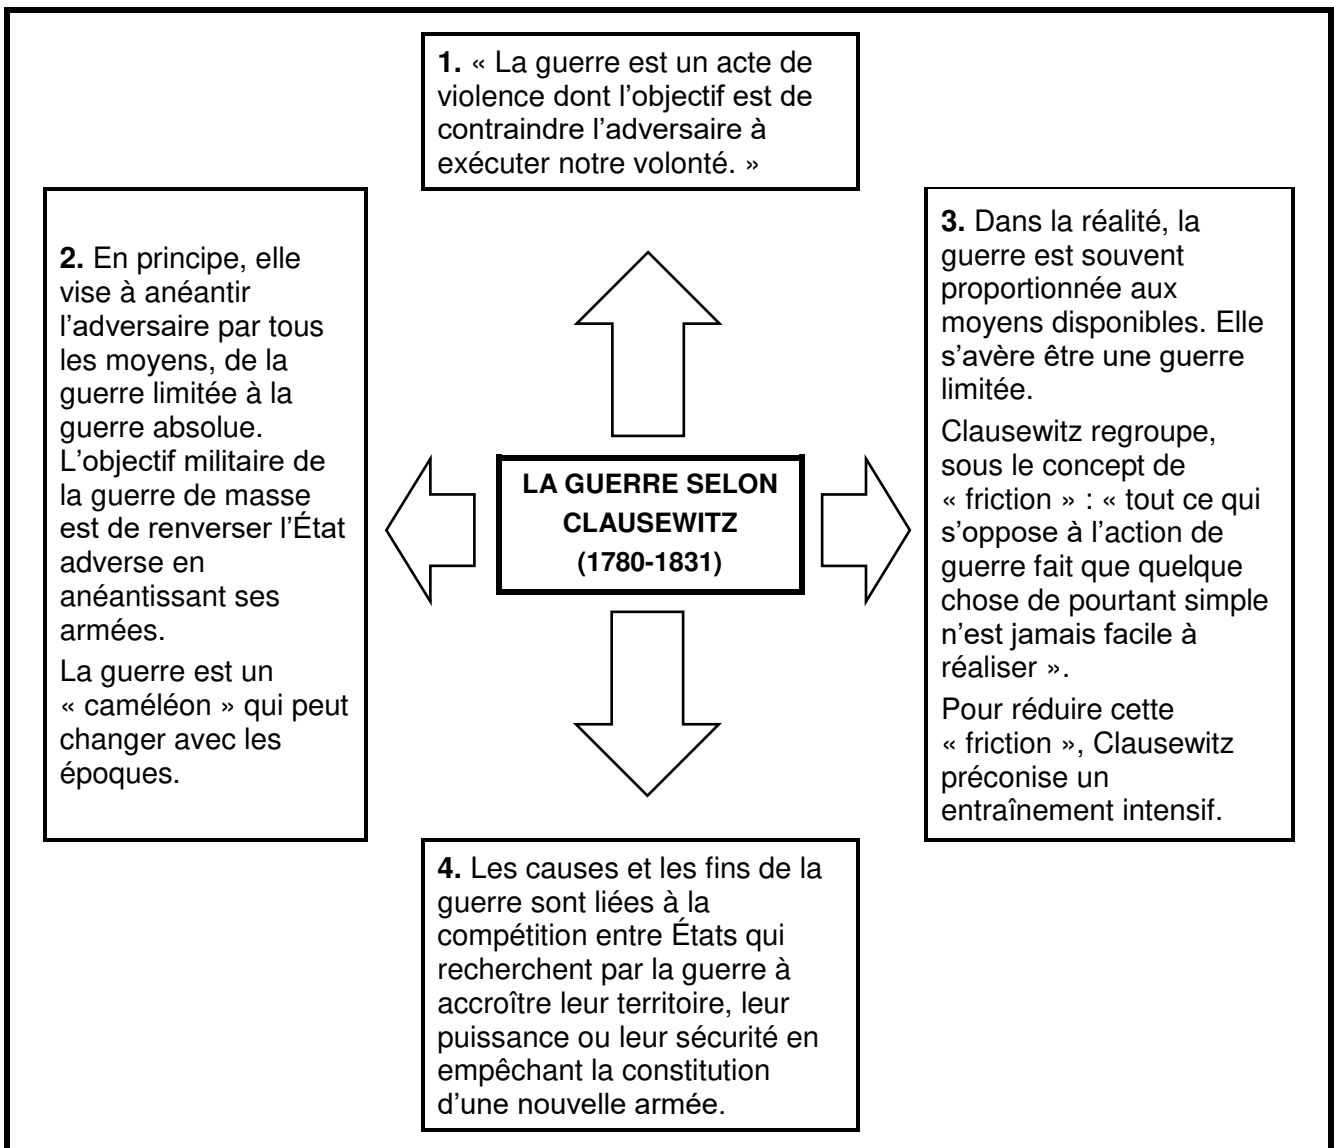 1. « La guerre est un acte de
violence dont l’objectif est de
contraindre l’adversaire à
exécuter notre volonté. »
2. En principe, elle
vise à anéantir
l’adversaire par tous
les moyens, de la
guerre limitée à la
guerre absolue.
L’objectif militaire de
la guerre de masse
est de renverser l’État
adverse en
anéantissant ses
armées.
La guerre est un
« caméléon » qui peut
changer avec les
époques.
LA GUERRE SELON
CLAUSEWITZ
(1780-1831)
3. Dans la réalité, la
guerre est souvent
proportionnée aux
moyens disponibles. Elle
s’avère être une guerre
limitée.
Clausewitz regroupe,
sous le concept de
« friction » : « tout ce qui
s’oppose à l’action de
guerre fait que quelque
chose de pourtant simple
n’est jamais facile à
réaliser ».
Pour réduire cette
« friction », Clausewitz
préconise un
entraînement intensif.
4. Les causes et les fins de la
guerre sont liées à la
compétition entre États qui
recherchent par la guerre à
accroître leur territoire, leur
puissance ou leur sécurité en
empêchant la constitution
d’une nouvelle armée.